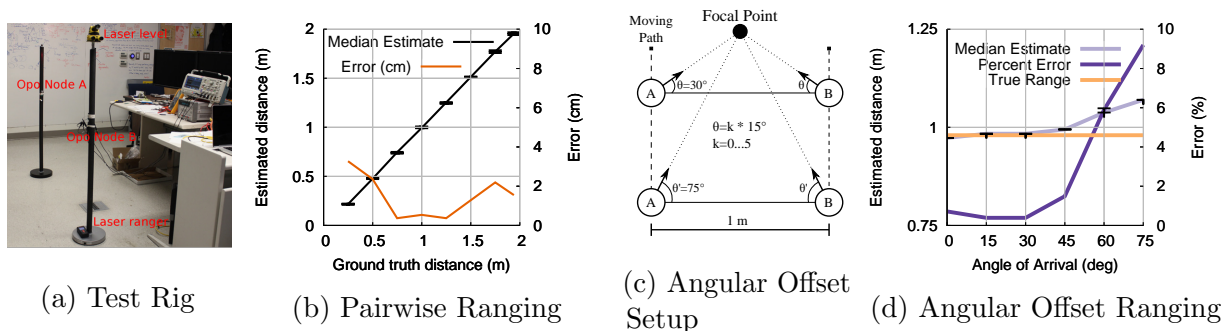 Laser level
Opo Node A
Opo Node B
Laser range
(a) Test Rig
Median Estimate
Error (cm)
Estimated distance (m)
2
1.5
1
0.5
0
10
8
6
4
2
0
Error (cm)
0 0.5 1 1.5 2
Ground truth distance (m)
(b) Pairwise Ranging
Moving
Path
Focal Point
A
θ=30°
θ
B
θ=k * 15°
k=0...5
A
θ'=75°
θ'
B
1 m
(c) Angular Offset
Setup
Median Estimate
Percent Error
True Range
Estimated distance (m)
1.25
1
0.75
10
8
6
4
2
0
Error (%)
0 15 30 45 60 75
Angle of Arrival (deg)
(d) Angular Offset Ranging